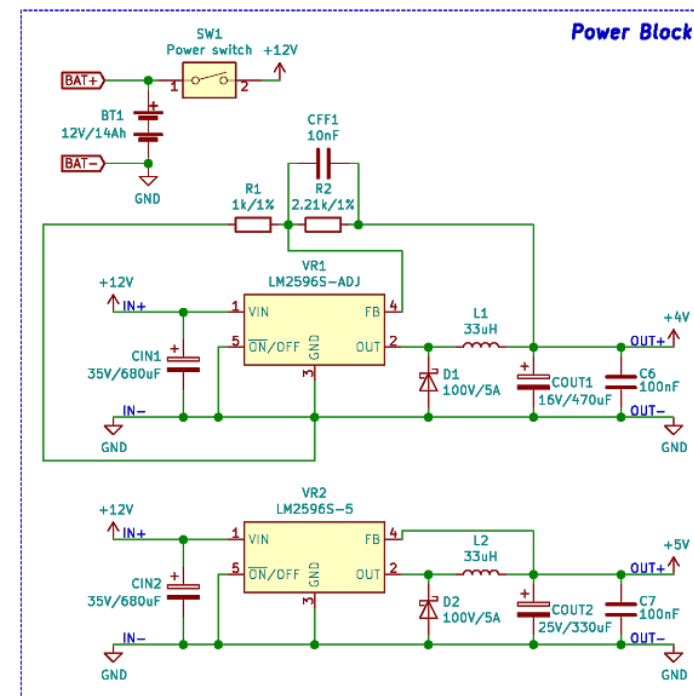 Power Block
SW1
Power switch +12V
BAT+
1 2
BT1
12V/14Ah
BAT-
GND
CFF1
10nF
R1 R2
1k/1% 2.21k/1%
VR1
LM2596S-ADJ
+12V
IN+ 1 VIN FB 4
L1
33uH
+4V
5 ON/OFF GND OUT 2 OUT+
CIN1
35V/680uF
3
D1
100V/5A
COUT1
16V/470uF
C6
100nF
IN- OUT-
GND GND
VR2
LM2596S-5
+12V
IN+ 1 VIN FB 4
L2
33uH
+5V
5 ON/OFF GND OUT 2 OUT+
CIN2
35V/680uF
3
D2
100V/5A
COUT2
25V/330uF
C7
100nF
IN- OUT-
GND GND